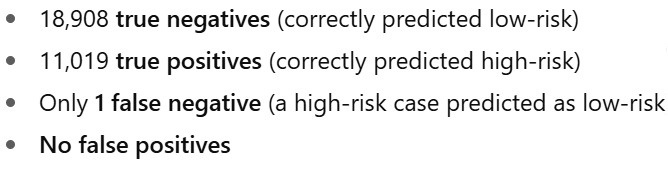 • 18,908 true negatives (correctly predicted low-risk)
• 11,019 true positives (correctly predicted high-risk)
• Only 1 false negative (a high-risk case predicted as low-risk
• No false positives